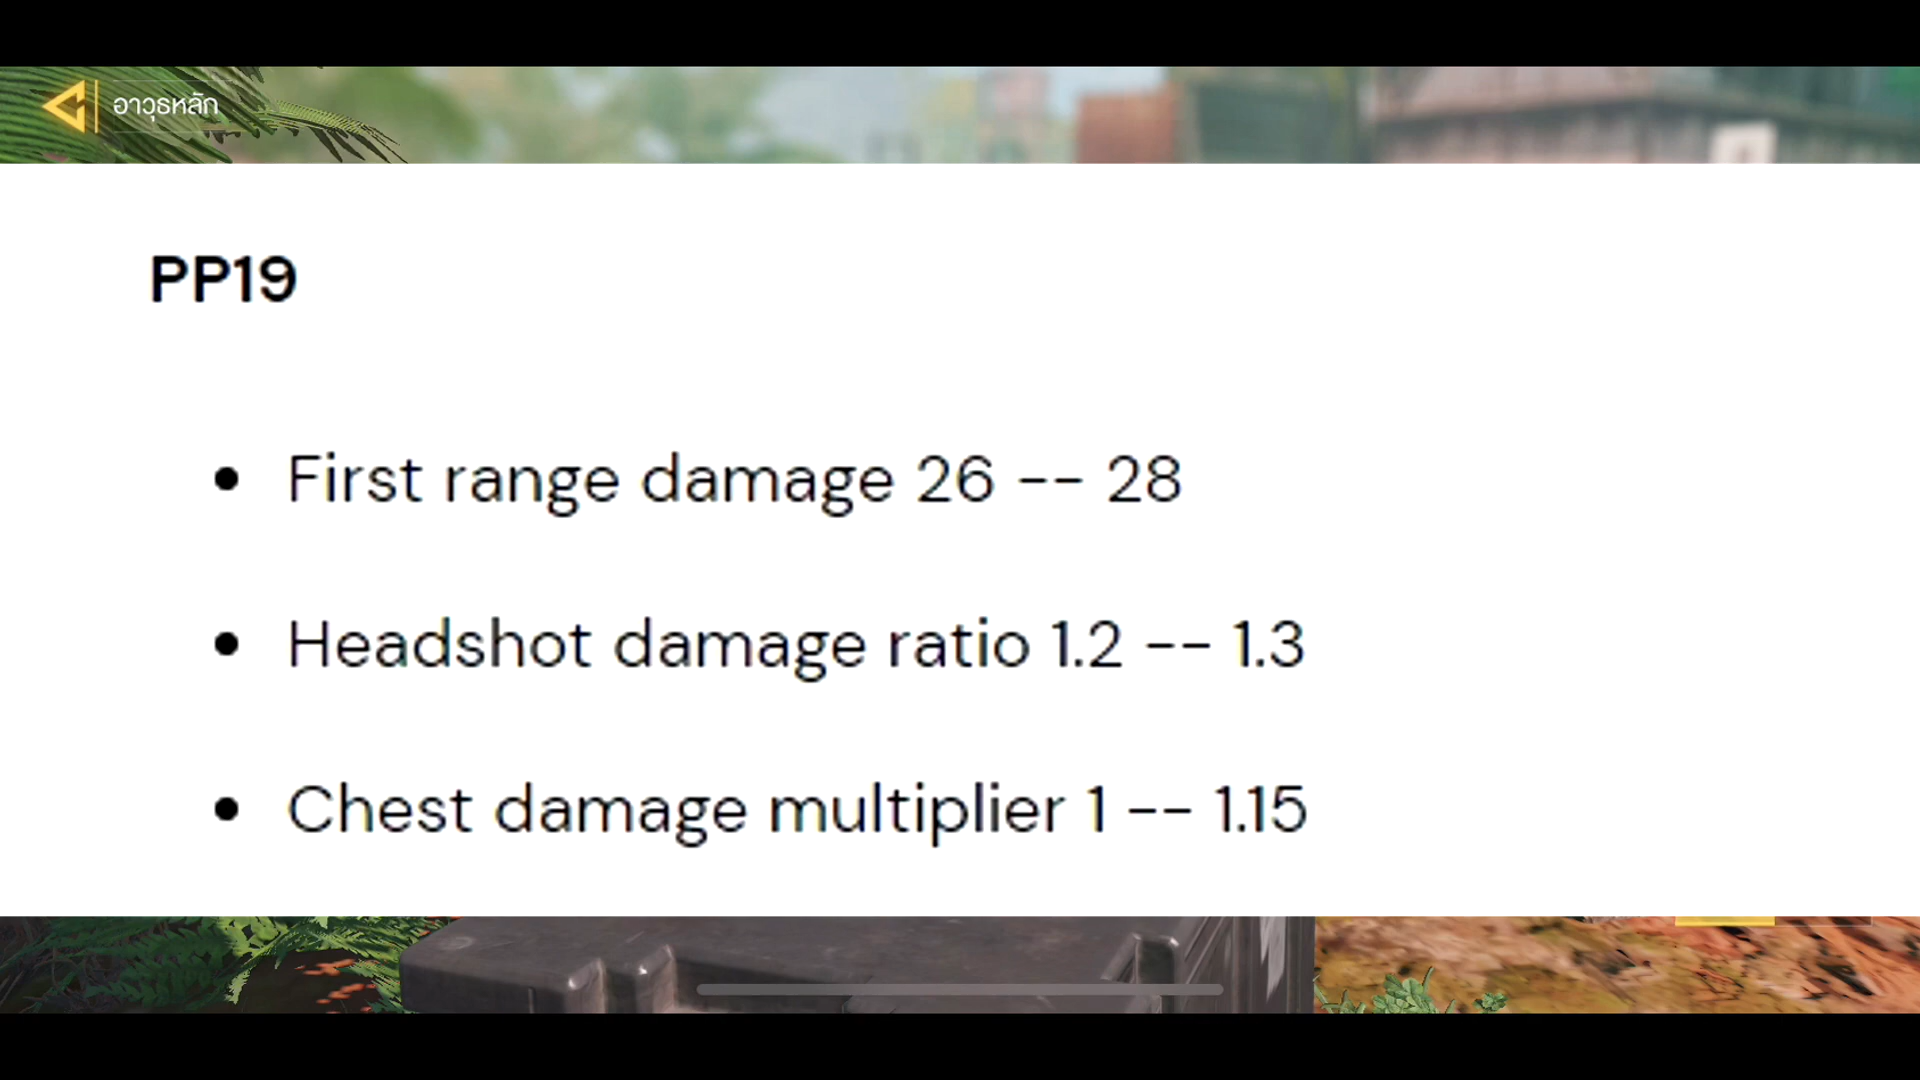 อาวุธหลัก
PP19
• First range damage 26 -- 28
• Headshot damage ratio 1.2 -- 1.3
• Chest damage multiplier 1 -- 1.15